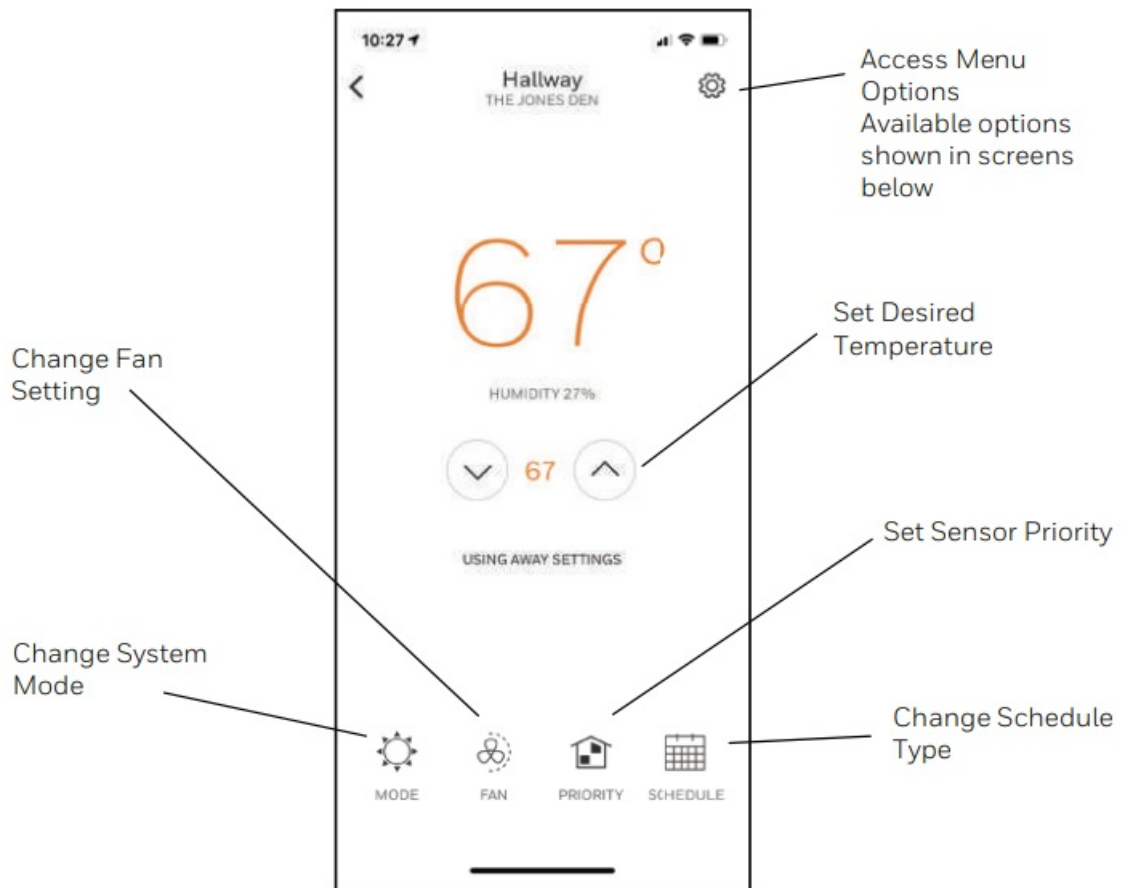 10:27
Hallway
THE JONES DEN
Access Menu
Options
Available options
shown in screens
below
67°
Set Desired
Temperature
Change Fan
Setting
HUMIDITY 27%
67
Set Sensor Priority
USING AWAY SETTINGS
Change System
Mode
Change Schedule
Type
MODE
FAN
PRIORITY
SCHEDULE